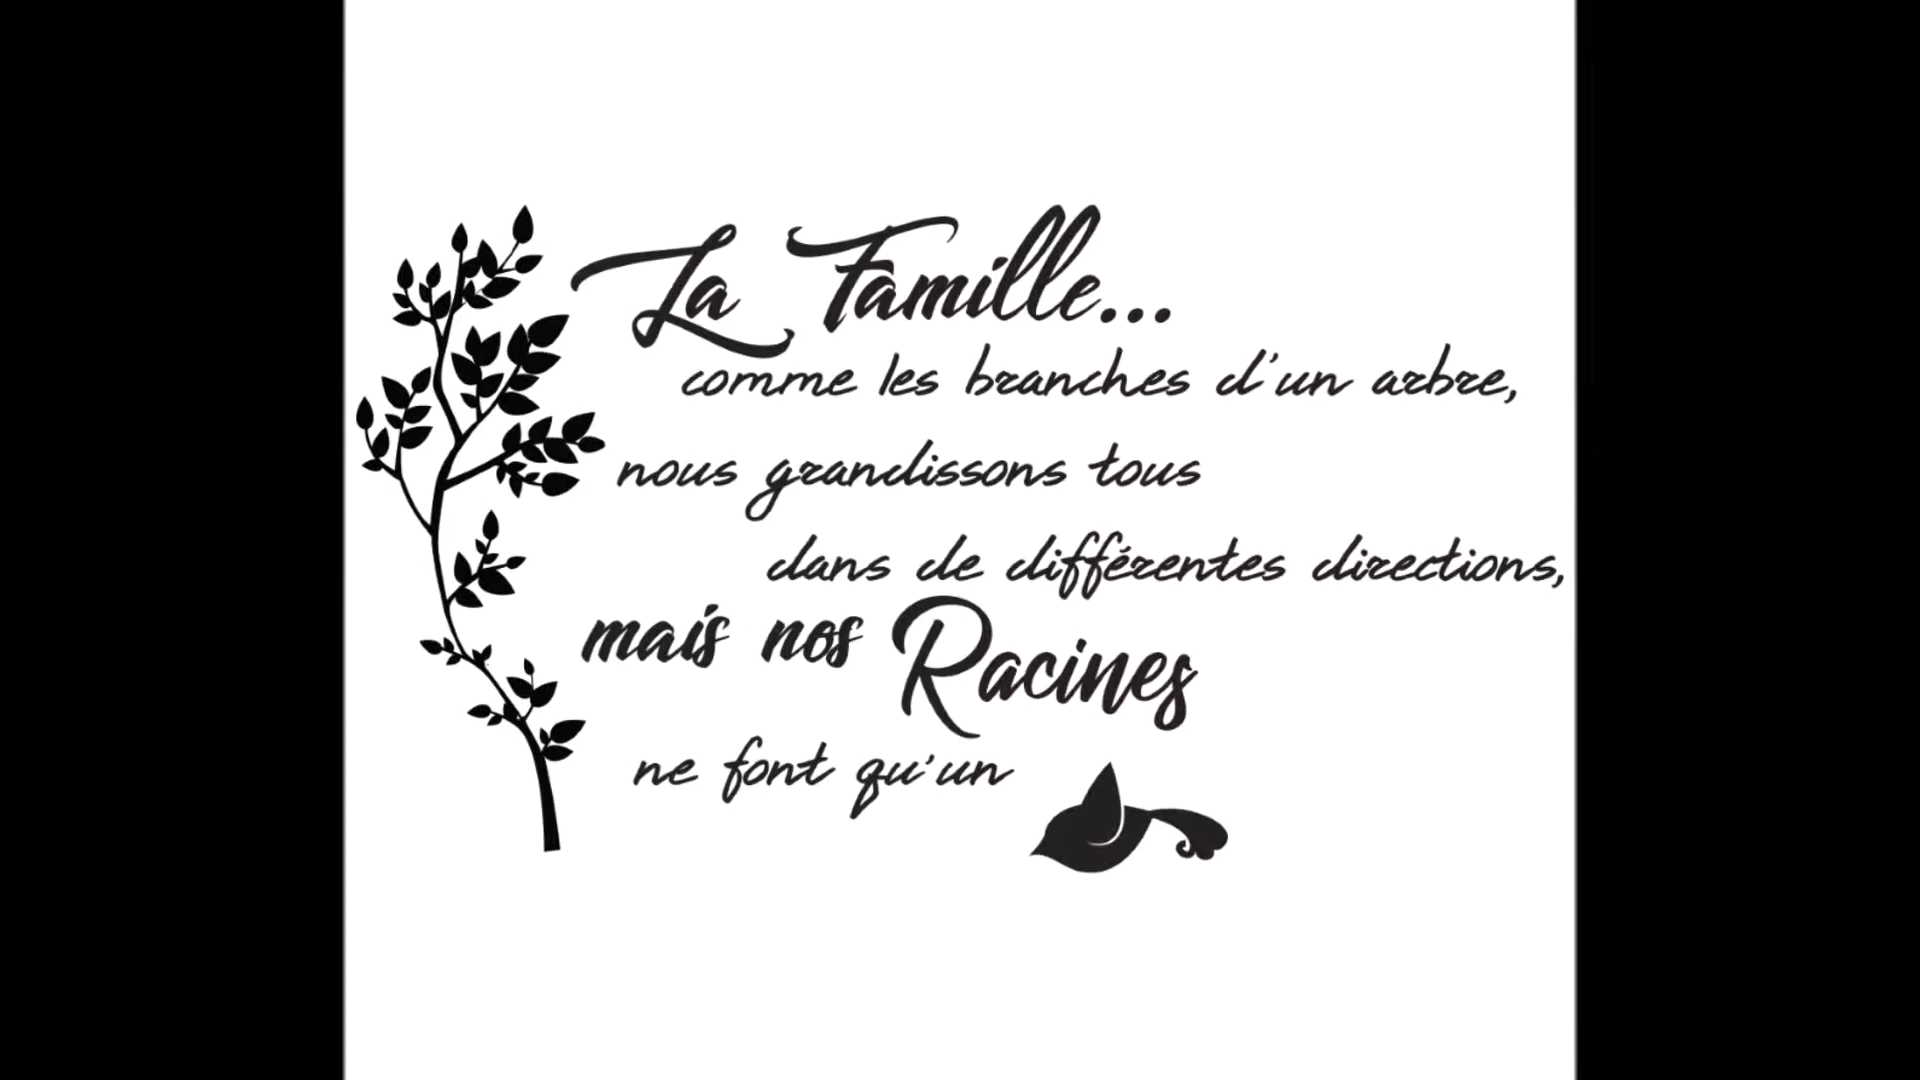 La Famille...
comme les branches d'un arbre,
nous grandissons tous
dans de différentes directions,
mais nos Racines
ne font qu'un